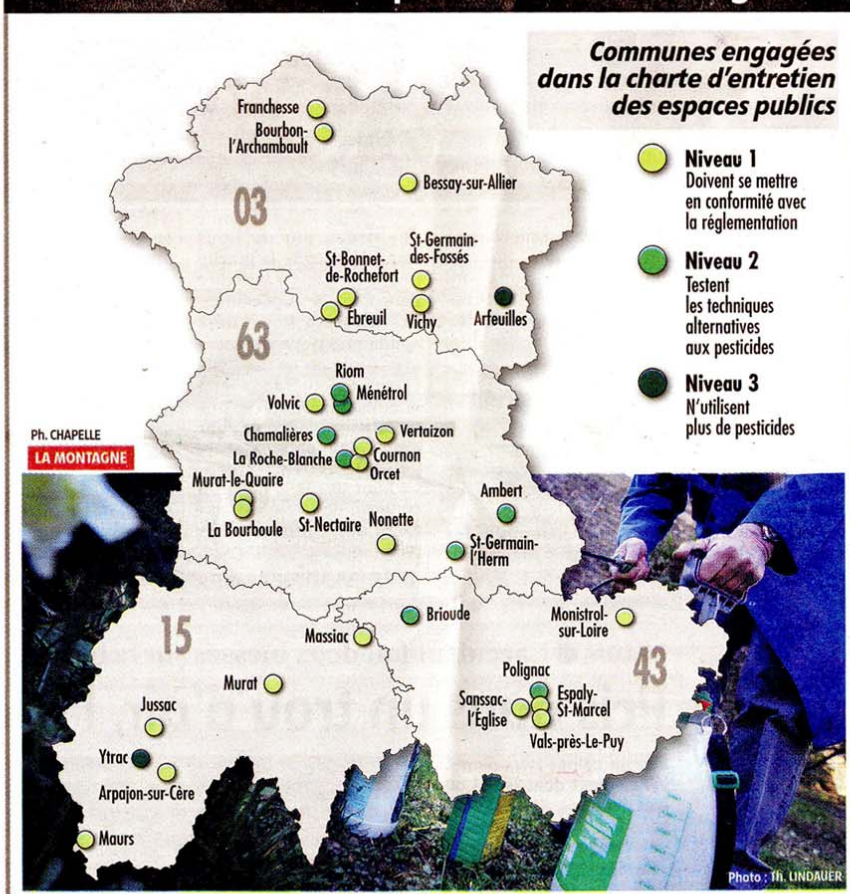 Communes engagées
dans la charte d'entretien
des espaces publics
Niveau 1
Doivent se mettre
en conformité avec
la réglementation
Niveau 2
Testent
les techniques
alternatives
aux pesticides
Niveau 3
N'utilisent
plus de pesticides
Franchesse
Bourbon-
l'Archambault
Bessay-sur-Allier
03
St-Germain-
des-Fossés
St-Bonnet-
de-Rochefort
Ebreuil
Vichy
Arfeuilles
63
Riom
Ménétrol
Volvic
Chamalières
Vertaizon
Cournon
La Roche-Blanche
Orcet
Murat-le-Quaire
La Bourboule
St-Nectaire
Nonette
Ambert
St-Germain-
l'Herm
Ph. CHAPELLE
LA MONTAGNE
15
Massiac
Murat
Jussac
Ytrac
Arpajon-sur-Cère
Maurs
Brioude
Monistrol-
sur-Loire
43
Polignac
Espaly-
St-Marcel
Sanssac-
l'Église
Vals-près-Le-Puy
Photo : Th. LINDAUER